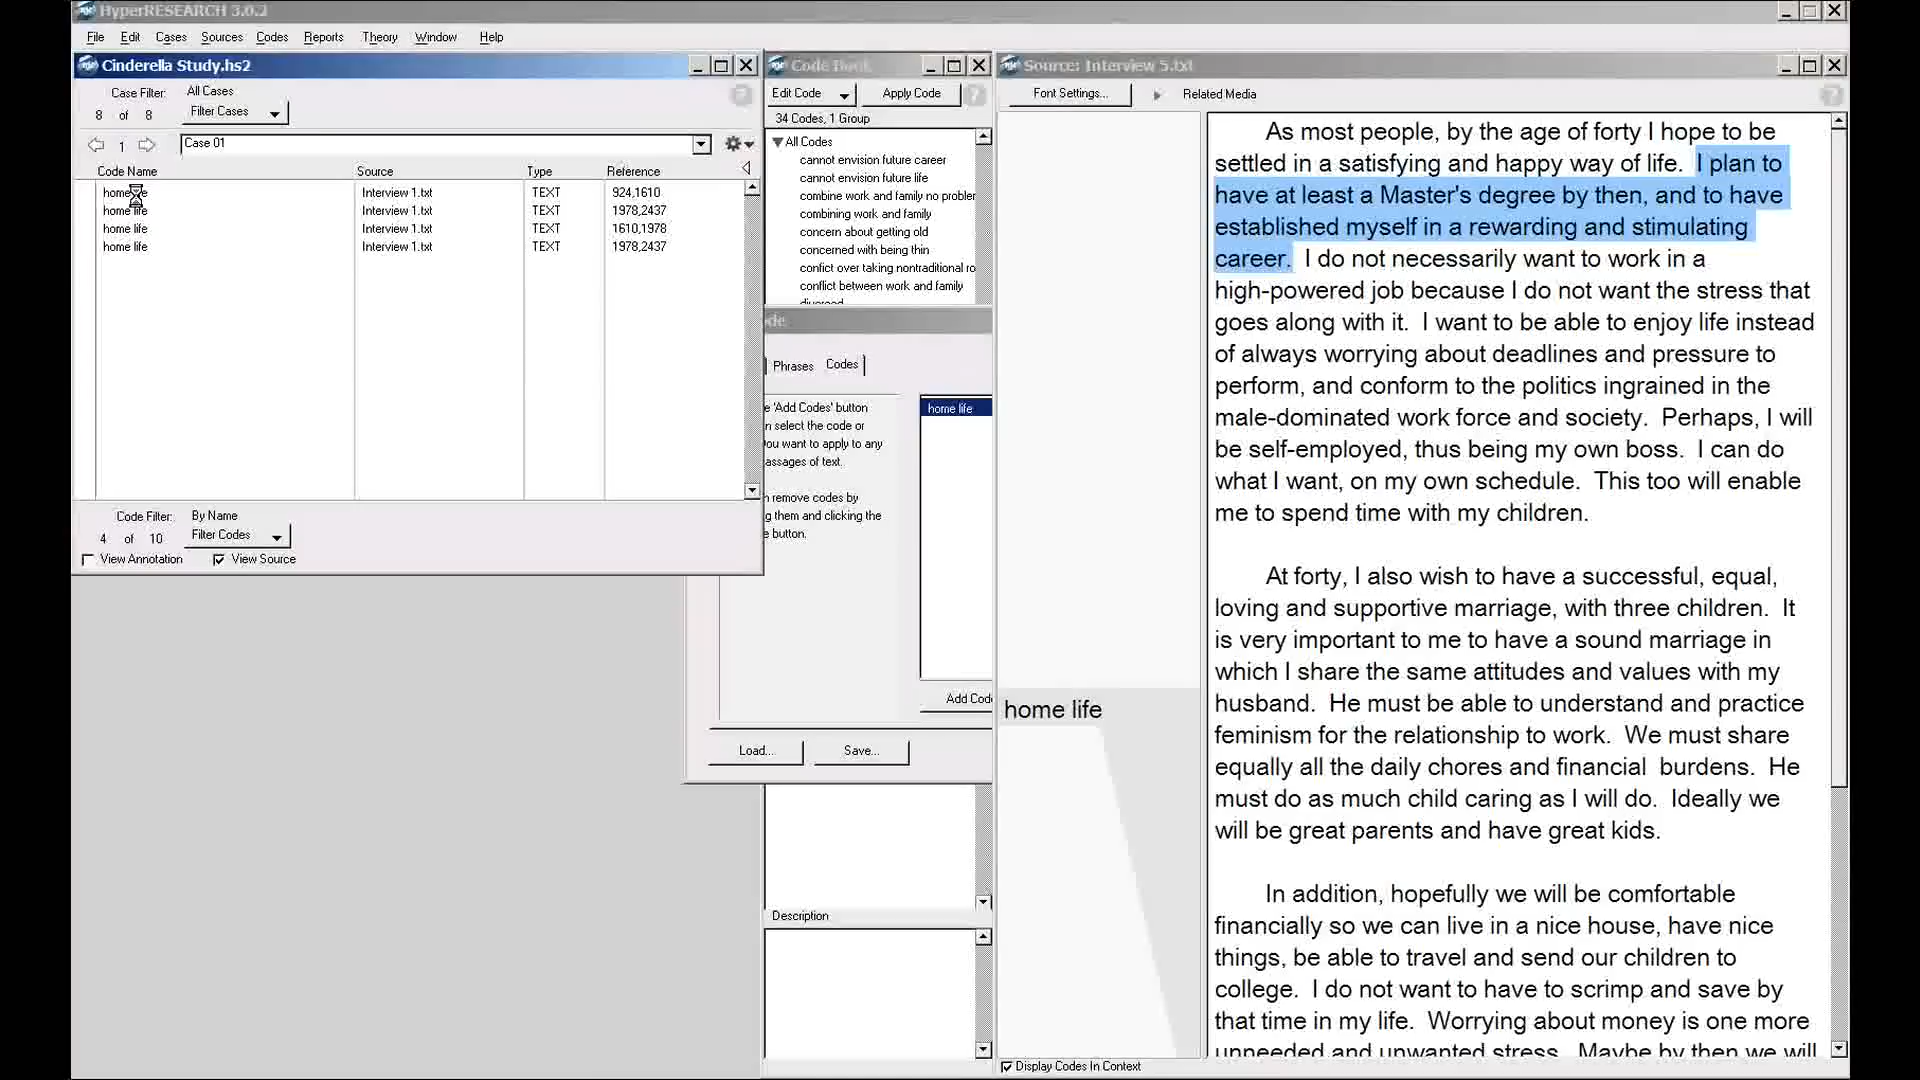 HyperRESEARCH 3.0.2
File Edit Cases Sources Codes Reports Theory Window Help
Cinderella Study.hs2
Case Filter: All Cases
8 of 8 Filter Cases
1 Case 01
Code Name Source Type Reference
Interview 1.txt TEXT 924,1610
home life Interview 1.txt TEXT 1978,2437
home life Interview 1.txt TEXT 1610,1978
home life Interview 1.txt TEXT 1978,2437
Code Filter: By Name
4 of 10 Filter Codes
View Annotation View Source
Code Book
Edit Code Apply Code
34 Codes, 1 Group
All Codes
cannot envision future career
cannot envision future life
combine work and family no probler
combining work and family
concern about getting old
concerned with being thin
confict over taking nontraditional ro
conflict between work and family
divorced
de
Phrases Codes
e 'Add Codes' button
n select the code or
you want to apply to any
assages of text.
n remove codes by
g them and clicking the
e button.
home life
Add Cod
Load... Save...
Description
Source: Interview 5.txt
Font Settings... Related Media
home life
As most people, by the age of forty I hope to be
settled in a satisfying and happy way of life. I plan to
have at least a Master's degree by then, and to have
established myself in a rewarding and stimulating
career. I do not necessarily want to work in a
high-powered job because I do not want the stress that
goes along with it. I want to be able to enjoy life instead
of always worrying about deadlines and pressure to
perform, and conform to the politics ingrained in the
male-dominated work force and society. Perhaps, I will
be self-employed, thus being my own boss. I can do
what I want, on my own schedule. This too will enable
me to spend time with my children.
At forty, I also wish to have a successful, equal,
loving and supportive marriage, with three children. It
is very important to me to have a sound marriage in
which I share the same attitudes and values with my
husband. He must be able to understand and practice
feminism for the relationship to work. We must share
equally all the daily chores and financial burdens. He
must do as much child caring as I will do. Ideally we
will be great parents and have great kids.
In addition, hopefully we will be comfortable
financially so we can live in a nice house, have nice
things, be able to travel and send our children to
college. I do not want to have to scrimp and save by
that time in my life. Worrying about money is one more
unneeded and unwanted stress. Maybe by then we will
Display Codes In Context